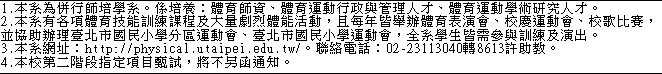 1.本系為併行師培學系。係培養：體育師資、體育運動行政與管理人才、體育運動學術研究人才。
2.本系有各項體育技能訓練課程及大量劇烈體能活動，且每年皆舉辦體育表演會、校慶運動會、校歌比賽，
並協助辦理臺北市國民小學分區運動會、臺北市國民小學運動會，全系學生皆需參與訓練及演出。
3.本系網址：http://physical.utaipei.edu.tw/。聯絡電話：02-23113040轉8613許助教。
4.本校第二階段指定項目甄試，將不另函通知。